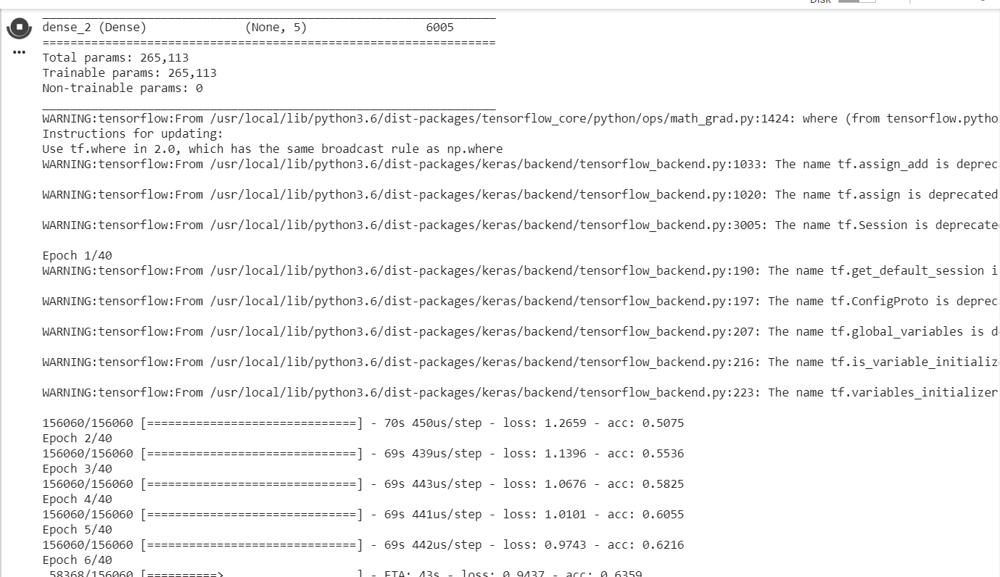 Disk
dense_2 (Dense) (None, 5) 6005
=================================================================
Total params: 265,113
Trainable params: 265,113
Non-trainable params: 0
_________________________________________________________________
WARNING:tensorflow:From /usr/local/lib/python3.6/dist-packages/tensorflow_core/python/ops/math_grad.py:1424: where (from tensorflow.pytho
Instructions for updating:
Use tf.where in 2.0, which has the same broadcast rule as np.where
WARNING:tensorflow:From /usr/local/lib/python3.6/dist-packages/keras/backend/tensorflow_backend.py:1033: The name tf.assign_add is deprec
WARNING:tensorflow:From /usr/local/lib/python3.6/dist-packages/keras/backend/tensorflow_backend.py:1020: The name tf.assign is deprecated
WARNING:tensorflow:From /usr/local/lib/python3.6/dist-packages/keras/backend/tensorflow_backend.py:3005: The name tf.Session is deprecate
Epoch 1/40
WARNING:tensorflow:From /usr/local/lib/python3.6/dist-packages/keras/backend/tensorflow_backend.py:190: The name tf.get_default_session i
WARNING:tensorflow:From /usr/local/lib/python3.6/dist-packages/keras/backend/tensorflow_backend.py:197: The name tf.ConfigProto is deprec
WARNING:tensorflow:From /usr/local/lib/python3.6/dist-packages/keras/backend/tensorflow_backend.py:207: The name tf.global_variables is d
WARNING:tensorflow:From /usr/local/lib/python3.6/dist-packages/keras/backend/tensorflow_backend.py:216: The name tf.is_variable_initializ
WARNING:tensorflow:From /usr/local/lib/python3.6/dist-packages/keras/backend/tensorflow_backend.py:223: The name tf.variables_initializer
156060/156060 [==============================] - 70s 450us/step - loss: 1.2659 - acc: 0.5075
Epoch 2/40
156060/156060 [==============================] - 69s 439us/step - loss: 1.1396 - acc: 0.5536
Epoch 3/40
156060/156060 [==============================] - 69s 443us/step - loss: 1.0676 - acc: 0.5825
Epoch 4/40
156060/156060 [==============================] - 69s 441us/step - loss: 1.0101 - acc: 0.6055
Epoch 5/40
156060/156060 [==============================] - 69s 442us/step - loss: 0.9743 - acc: 0.6216
Epoch 6/40
58368/156060 [==========> ] - ETA: 43s - loss: 0.9437 - acc: 0.6359